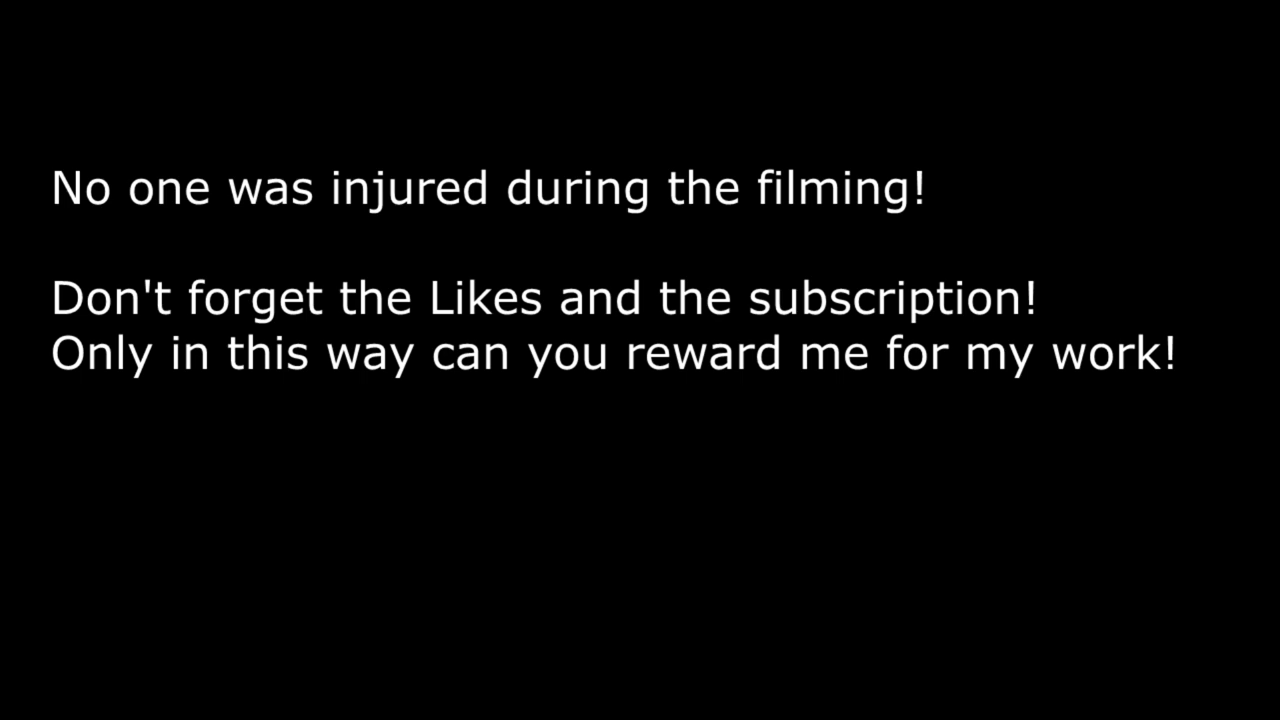 No one was injured during the filming!
Don't forget the Likes and the subscription!
Only in this way can you reward me for my work!